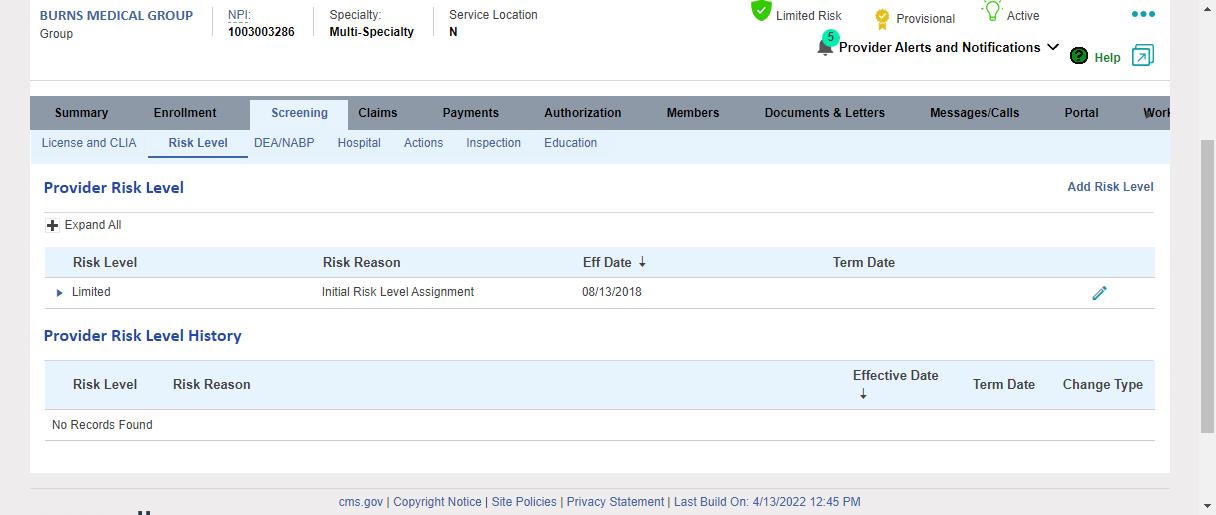 BURNS MEDICAL GROUP NPI: Specialty: Service Location Limited Risk Provisional Active
Group 1003003286 Multi-Specialty N
5 Provider Alerts and Notifications ? Help
Summary Enrollment Screening Claims Payments Authorization Members Documents & Letters Messages/Calls Portal Work
License and CLIA Risk Level DEA/NABP Hospital Actions Inspection Education
Provider Risk Level Add Risk Level
Expand All
Risk Level Risk Reason Eff Date ↓ Term Date
Limited Initial Risk Level Assignment 08/13/2018
Provider Risk Level History
Risk Level Risk Reason Effective Date ↓ Term Date Change Type
No Records Found
cms.gov | Copyright Notice | Site Policies | Privacy Statement | Last Build On: 4/13/2022 12:45 PM